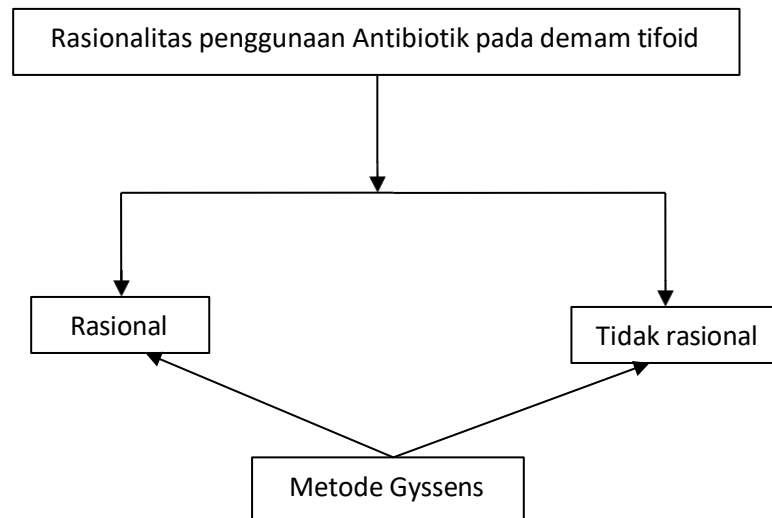 Rasionalitas penggunaan Antibiotik pada demam tifoid
Rasional
Tidak rasional
Metode Gyssens